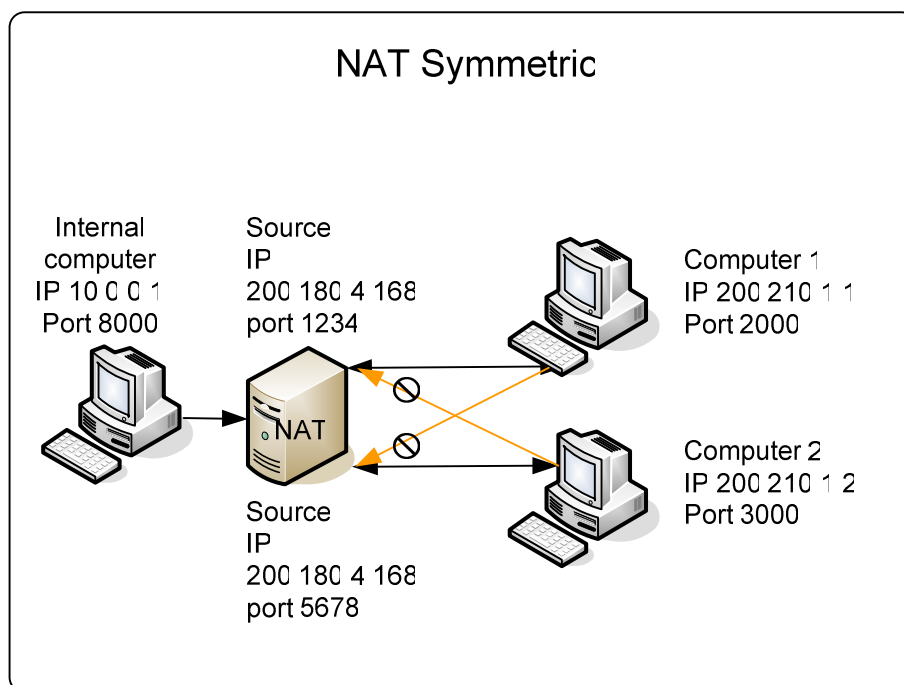 NAT Symmetric
Internal
computer
IP 10 0 0 1
Port 8000
Source
IP
200 180 4 168
port 1234
Computer 1
IP 200 210 1 1
Port 2000
NAT
Computer 2
IP 200 210 1 2
Port 3000
Source
IP
200 180 4 168
port 5678